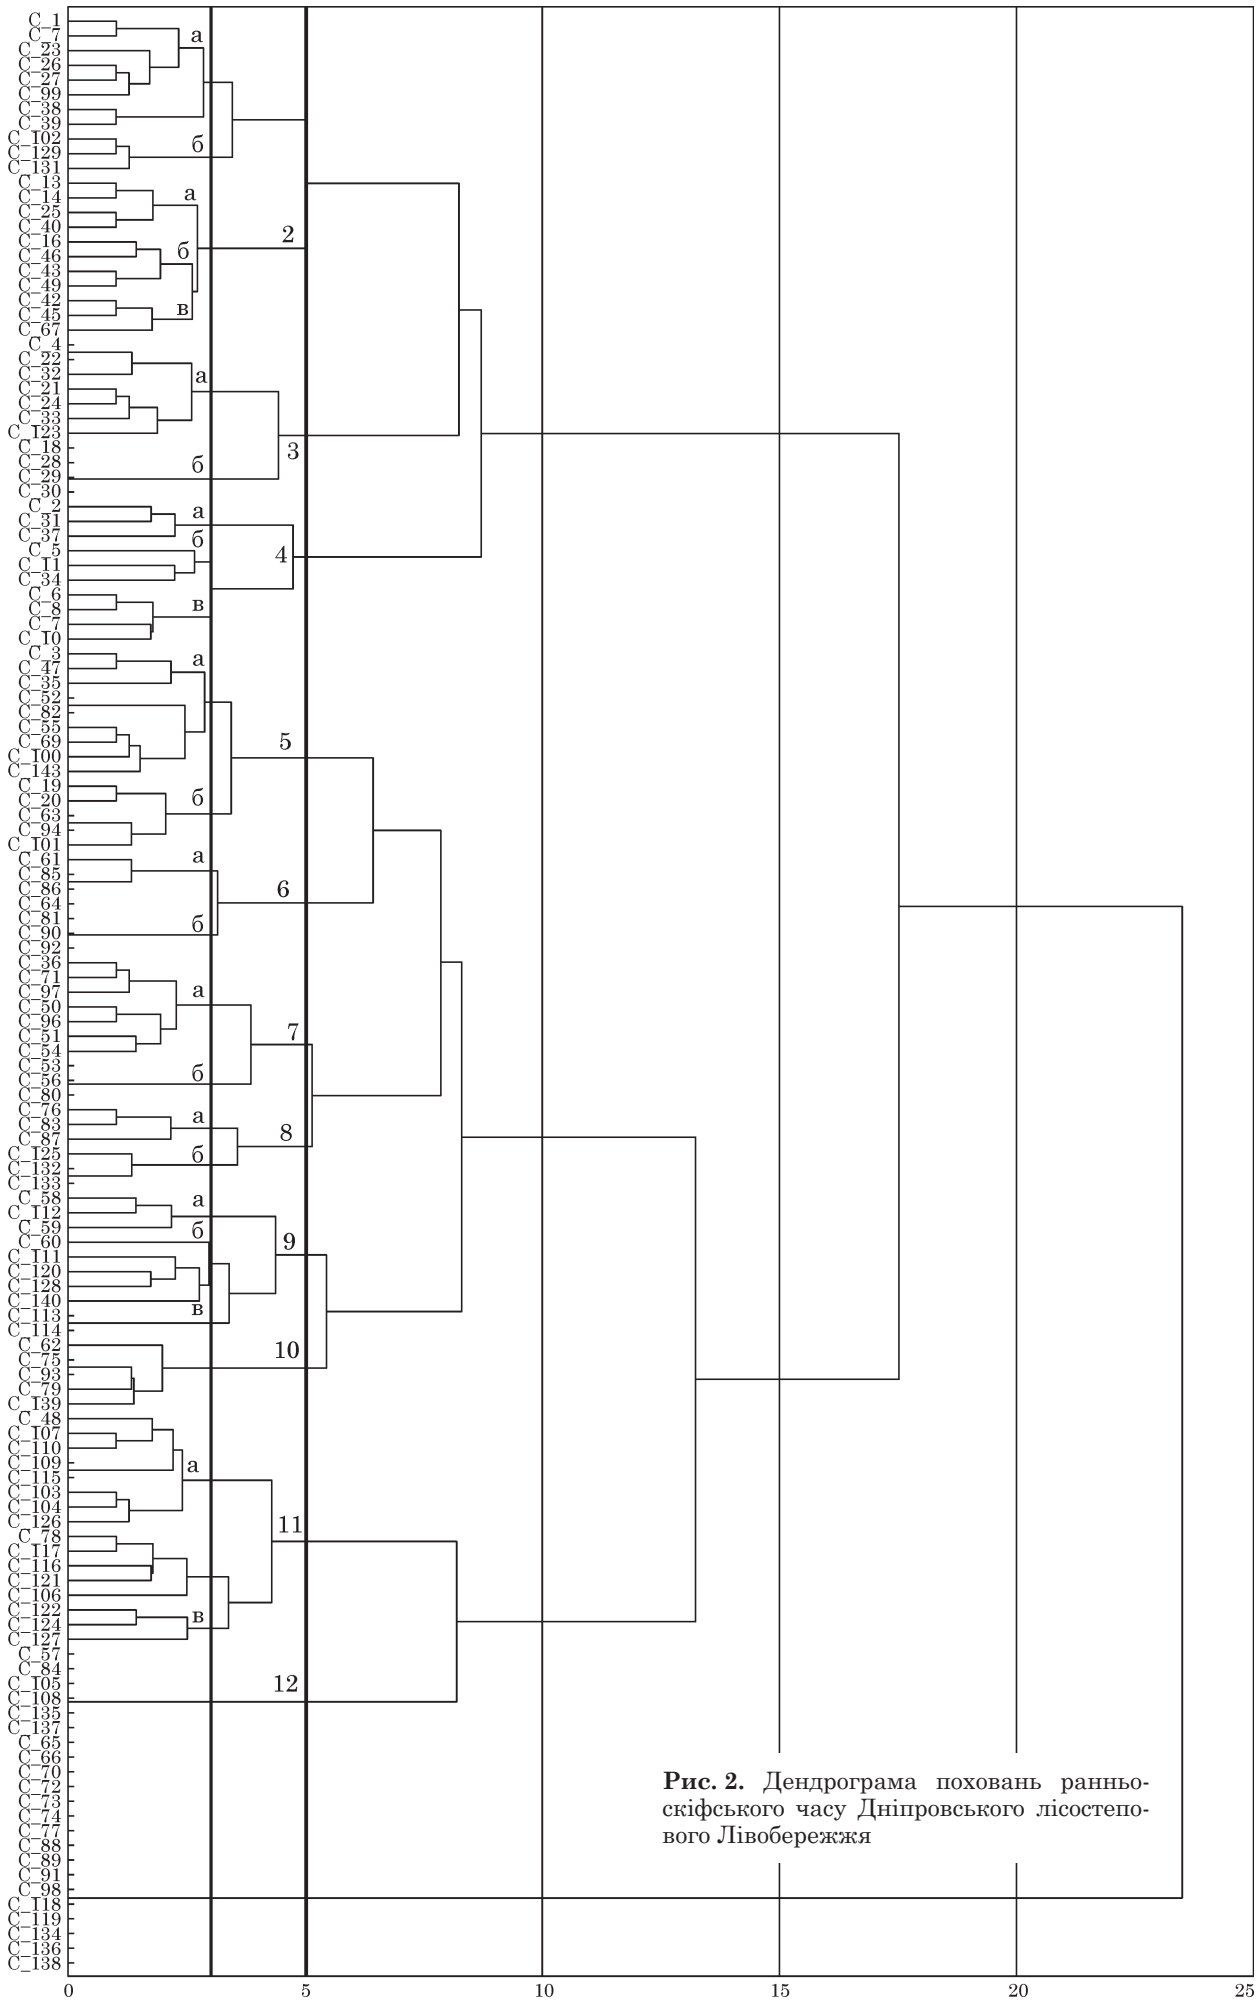 C_1
C_7
C_23
C_26
C_27
C_99
C_38
C_39
C_102
C_129
C_131
C_13
C_14
C_25
C_40
C_16
C_46
C_43
C_49
C_42
C_45
C_67
C_4
C_22
C_32
C_21
C_24
C_33
C_123
C_18
C_28
C_29
C_30
C_2
C_31
C_37
C_5
C_11
C_34
C_6
C_8
C_7
C_10
C_3
C_47
C_35
C_52
C_82
C_55
C_69
C_100
C_143
C_19
C_20
C_63
C_94
C_101
C_61
C_85
C_86
C_64
C_81
C_90
C_92
C_36
C_71
C_97
C_50
C_96
C_51
C_54
C_53
C_56
C_80
C_76
C_83
C_87
C_125
C_132
C_133
C_58
C_112
C_59
C_60
C_111
C_120
C_128
C_140
C_113
C_114
C_62
C_75
C_93
C_79
C_139
C_48
C_107
C_110
C_109
C_115
C_103
C_104
C_126
C_78
C_117
C_116
C_121
C_106
C_122
C_124
C_127
C_57
C_84
C_105
C_108
C_135
C_137
C_65
C_66
C_70
C_72
C_73
C_74
C_77
C_88
C_89
C_91
C_98
C_118
C_119
C_134
C_136
C_138
а
б
а
б
в
а
б
а
б
в
а
б
а
б
а
б
а
б
а
б
в
а
в
2
3
4
5
6
7
8
9
10
11
12
Рис. 2. Дендрограма поховань ранньо-
скіфського часу Дніпровського лісостепо-
вого Лівобережжя
0
5
10
15
20
25